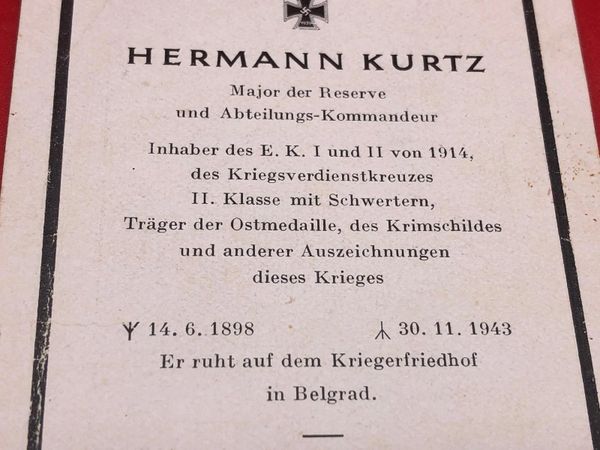 HERMANN KURTZ
Major der Reserve
und Abteilungs-Kommandeur
Inhaber des E. K. I und II von 1914,
des Kriegsverdienstkreuzes
II. Klasse mit Schwertern,
Träger der Ostmedaille, des Krimschildes
und anderer Auszeichnungen
dieses Krieges
ᛉ 14. 6. 1898 ᛦ 30. 11. 1943
Er ruht auf dem Kriegerfriedhof
in Belgrad.